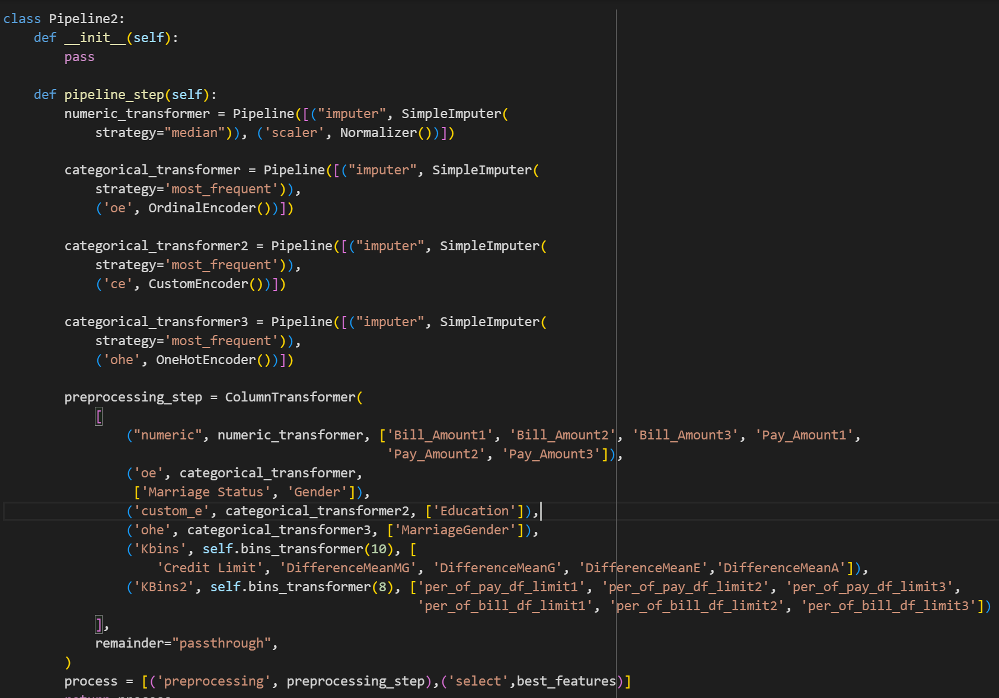 class Pipeline2:
    def __init__(self):
        pass

    def pipeline_step(self):
        numeric_transformer = Pipeline([("imputer", SimpleImputer(
            strategy="median")), ('scaler', Normalizer())])

        categorical_transformer = Pipeline([("imputer", SimpleImputer(
            strategy='most_frequent')),
            ('oe', OrdinalEncoder())])

        categorical_transformer2 = Pipeline([("imputer", SimpleImputer(
            strategy='most_frequent')),
            ('ce', CustomEncoder())])

        categorical_transformer3 = Pipeline([("imputer", SimpleImputer(
            strategy='most_frequent')),
            ('ohe', OneHotEncoder())])

        preprocessing_step = ColumnTransformer(
            [
                ("numeric", numeric_transformer, ['Bill_Amount1', 'Bill_Amount2', 'Bill_Amount3', 'Pay_Amount1',
                                                  'Pay_Amount2', 'Pay_Amount3']),
                ('oe', categorical_transformer,
                 ['Marriage Status', 'Gender']),
                ('custom_e', categorical_transformer2, ['Education']),
                ('ohe', categorical_transformer3, ['MarriageGender']),
                ('Kbins', self.bins_transformer(10), [
                    'Credit Limit', 'DifferenceMeanMG', 'DifferenceMeanG', 'DifferenceMeanE','DifferenceMeanA']),
                ('KBins2', self.bins_transformer(8), ['per_of_pay_df_limit1', 'per_of_pay_df_limit2', 'per_of_pay_df_limit3',
                                                      'per_of_bill_df_limit1', 'per_of_bill_df_limit2', 'per_of_bill_df_limit3'])
            ],
            remainder="passthrough",
        )
        process = [('preprocessing', preprocessing_step),('select',best_features)]
        return process